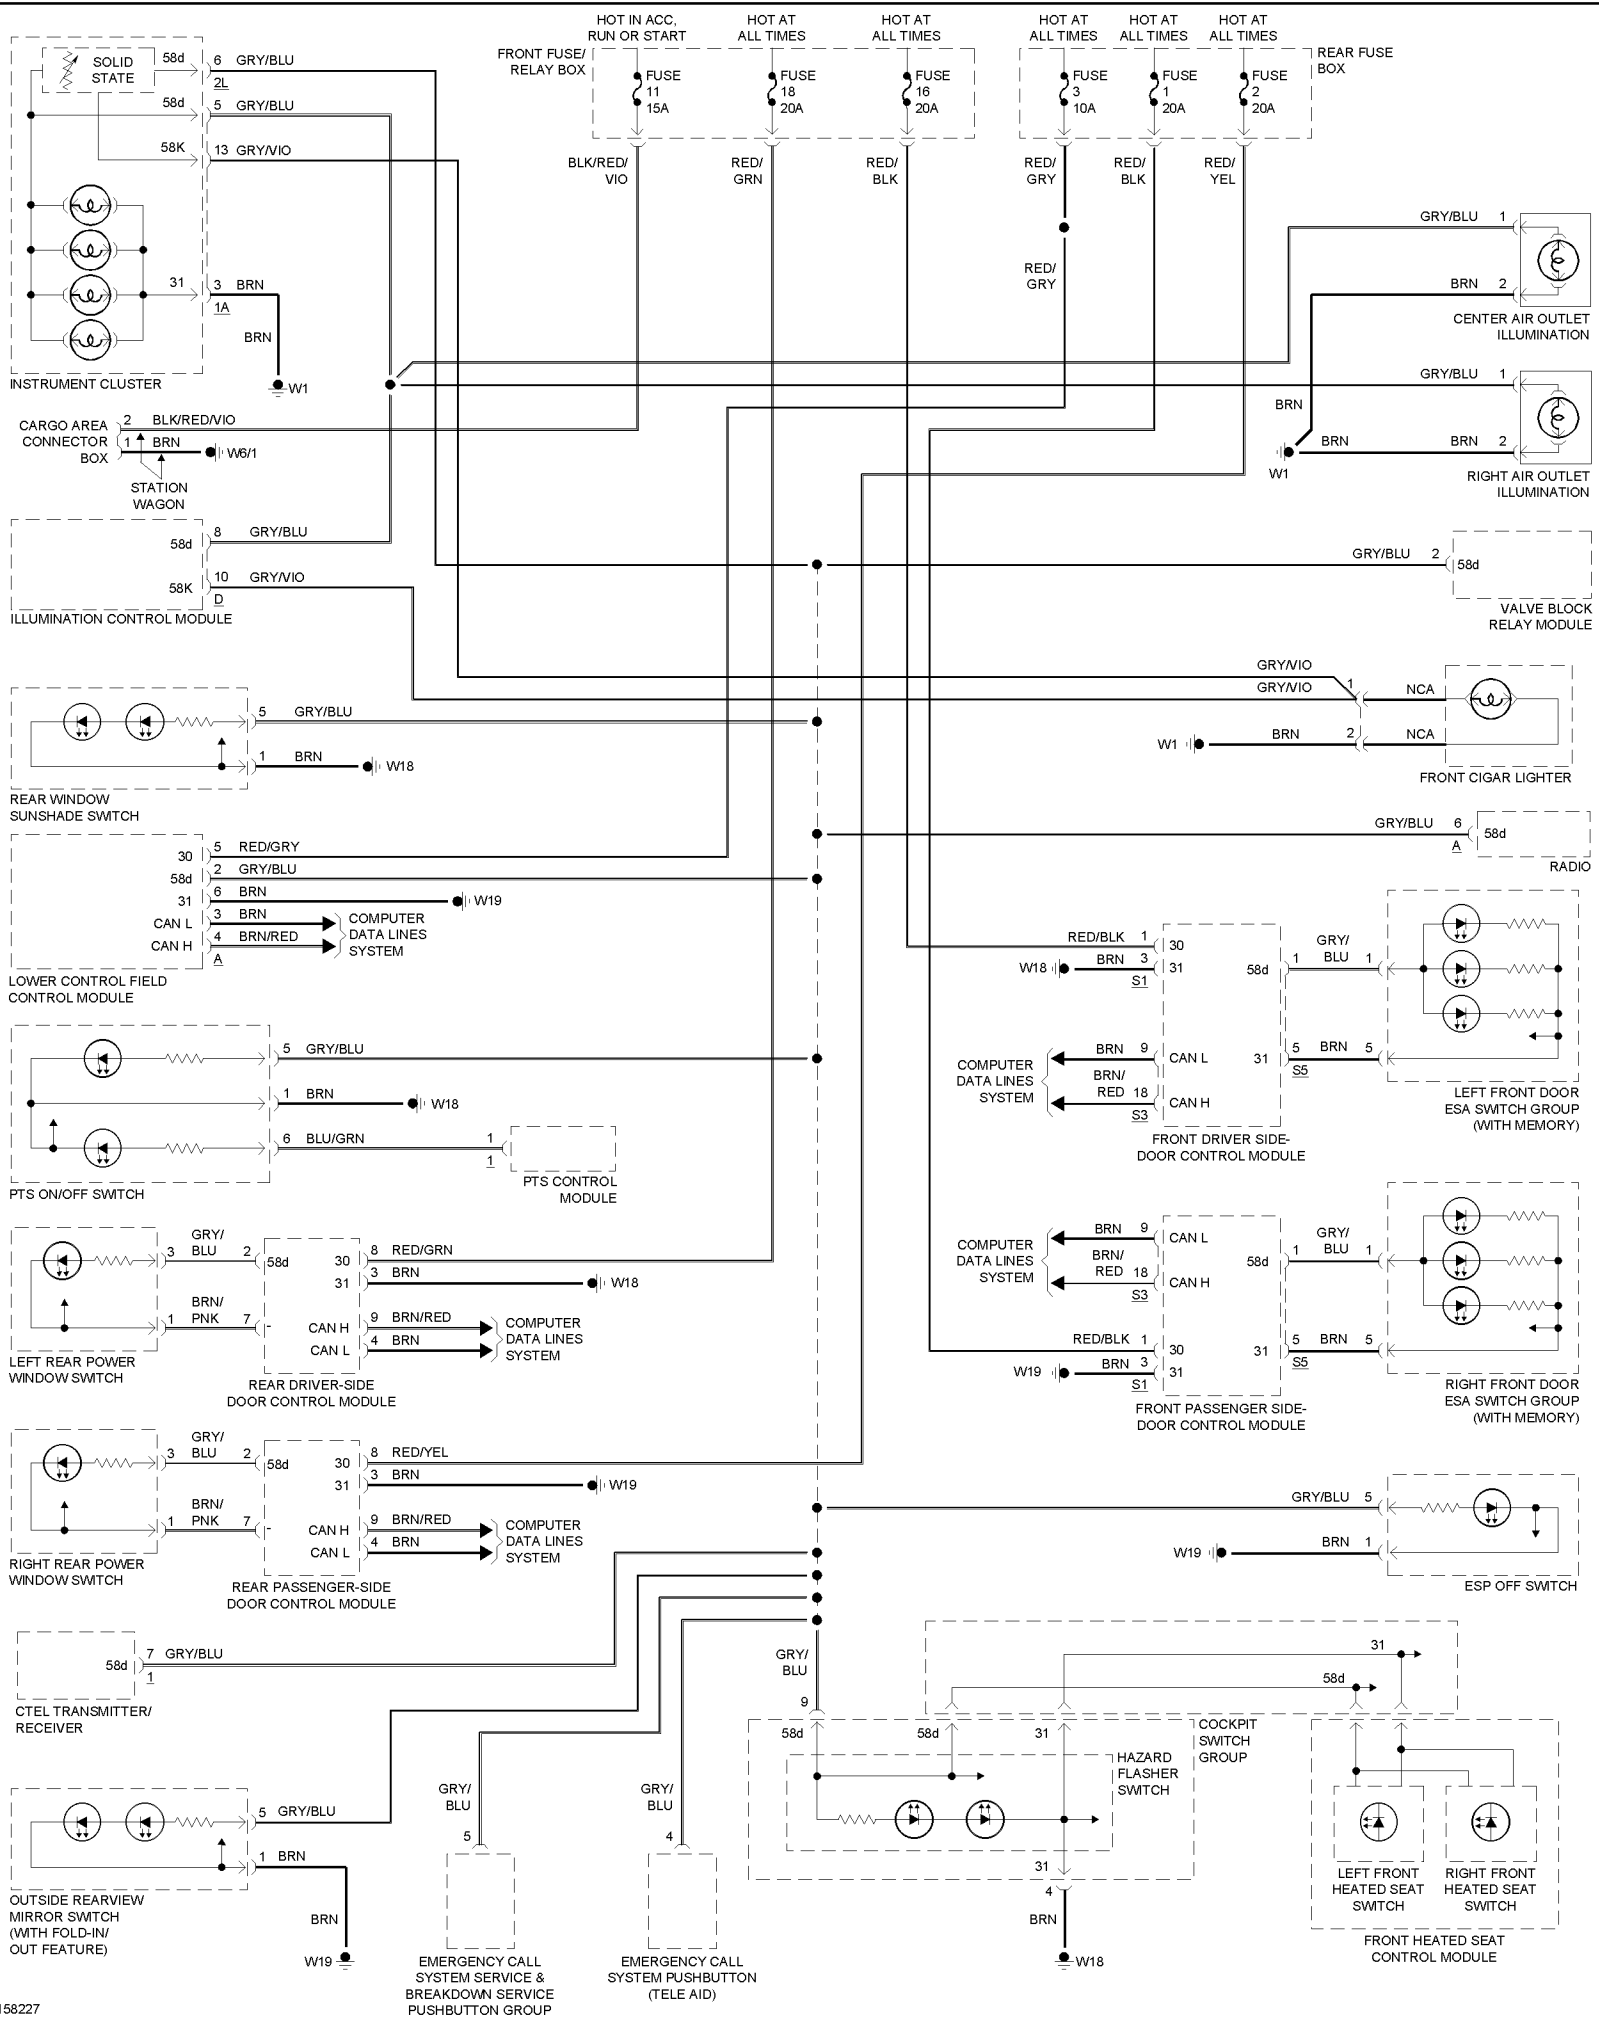 HOT IN ACC,
RUN OR START
HOT AT
ALL TIMES
HOT AT
ALL TIMES
HOT AT
ALL TIMES
HOT AT
ALL TIMES
HOT AT
ALL TIMES
FRONT FUSE/
RELAY BOX
FUSE
11
15A
FUSE
18
20A
FUSE
16
20A
FUSE
3
10A
FUSE
1
20A
FUSE
2
20A
REAR FUSE
BOX
BLK/RED/
VIO
RED/
GRN
RED/
BLK
RED/
GRY
RED/
BLK
RED/
YEL
RED/
GRY
SOLID
STATE
58d
6 GRY/BLU
2L
58d
5 GRY/BLU
58K
13 GRY/VIO
31
3 BRN
1A
BRN
W1
INSTRUMENT CLUSTER
GRY/BLU 1
BRN 2
CENTER AIR OUTLET
ILLUMINATION
GRY/BLU 1
BRN
BRN
BRN 2
W1
RIGHT AIR OUTLET
ILLUMINATION
CARGO AREA
CONNECTOR
BOX
2 BLK/RED/VIO
1 BRN
W6/1
STATION
WAGON
58d
8 GRY/BLU
58K
10 GRY/VIO
D
ILLUMINATION CONTROL MODULE
GRY/BLU 2
58d
VALVE BLOCK
RELAY MODULE
GRY/VIO
GRY/VIO
1
NCA
W1
BRN
2
NCA
FRONT CIGAR LIGHTER
5 GRY/BLU
1 BRN
W18
REAR WINDOW
SUNSHADE SWITCH
GRY/BLU 6
A
58d
RADIO
30
5 RED/GRY
58d
2 GRY/BLU
31
6 BRN
W19
CAN L
3 BRN
CAN H
4 BRN/RED
A
COMPUTER
DATA LINES
SYSTEM
LOWER CONTROL FIELD
CONTROL MODULE
RED/BLK 1
30
W18
BRN 3
31
S1
58d
1
GRY/
BLU
1
COMPUTER
DATA LINES
SYSTEM
BRN 9
CAN L
BRN/
RED 18
CAN H
S3
31
5 BRN 5
S5
FRONT DRIVER SIDE-
DOOR CONTROL MODULE
LEFT FRONT DOOR
ESA SWITCH GROUP
(WITH MEMORY)
5 GRY/BLU
1 BRN
W18
6 BLU/GRN
1
1
PTS CONTROL
MODULE
PTS ON/OFF SWITCH
COMPUTER
DATA LINES
SYSTEM
BRN 9
CAN L
BRN/
RED 18
CAN H
S3
58d
1
GRY/
BLU
1
RED/BLK 1
30
W19
BRN 3
31
S1
31
5 BRN 5
S5
FRONT PASSENGER SIDE-
DOOR CONTROL MODULE
RIGHT FRONT DOOR
ESA SWITCH GROUP
(WITH MEMORY)
3
GRY/
BLU
2
58d
1
BRN/
PNK
7
-
30
8 RED/GRN
31
3 BRN
W18
CAN H
9 BRN/RED
CAN L
4 BRN
COMPUTER
DATA LINES
SYSTEM
LEFT REAR POWER
WINDOW SWITCH
REAR DRIVER-SIDE
DOOR CONTROL MODULE
3
GRY/
BLU
2
58d
1
BRN/
PNK
7
-
30
8 RED/YEL
31
3 BRN
W19
CAN H
9 BRN/RED
CAN L
4 BRN
COMPUTER
DATA LINES
SYSTEM
RIGHT REAR POWER
WINDOW SWITCH
REAR PASSENGER-SIDE
DOOR CONTROL MODULE
GRY/BLU 5
W19
BRN 1
ESP OFF SWITCH
58d
7 GRY/BLU
1
CTEL TRANSMITTER/
RECEIVER
GRY/
BLU
9
31
58d
58d
58d
31
COCKPIT
SWITCH
GROUP
HAZARD
FLASHER
SWITCH
31
4
BRN
W18
LEFT FRONT
HEATED SEAT
SWITCH
RIGHT FRONT
HEATED SEAT
SWITCH
FRONT HEATED SEAT
CONTROL MODULE
5 GRY/BLU
1 BRN
BRN
W19
OUTSIDE REARVIEW
MIRROR SWITCH
(WITH FOLD-IN/
OUT FEATURE)
GRY/
BLU
5
EMERGENCY CALL
SYSTEM SERVICE &
BREAKDOWN SERVICE
PUSHBUTTON GROUP
GRY/
BLU
4
EMERGENCY CALL
SYSTEM PUSHBUTTON
(TELE AID)
158227